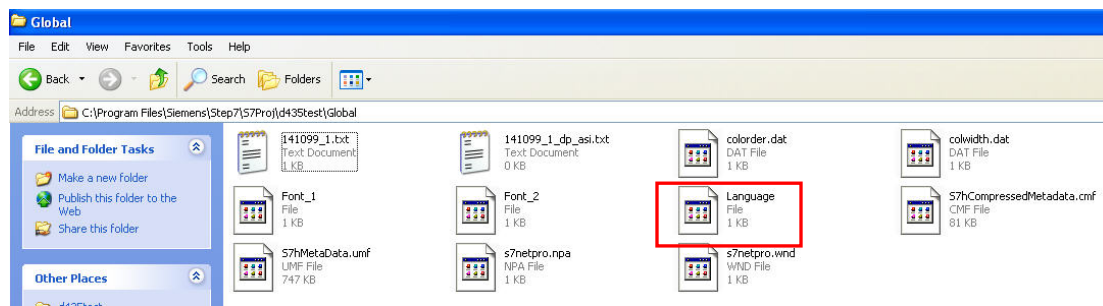 Global
File Edit View Favorites Tools Help
Back Search Folders
Address C:\Program Files\Siemens\Step7\S7Proj\d435test\Global
File and Folder Tasks
Make a new folder
Publish this folder to the
Web
Share this folder
Other Places
d435test
141099_1.txt
Text Document
1 KB
141099_1_dp_asi.txt
Text Document
0 KB
colorder.dat
DAT File
1 KB
colwidth.dat
DAT File
1 KB
Font_1
File
1 KB
Font_2
File
1 KB
Language
File
1 KB
S7hCompressedMetadata.cmf
CMF File
81 KB
S7hMetaData.umf
UMF File
747 KB
s7netpro.npa
NPA File
1 KB
s7netpro.wnd
WND File
1 KB